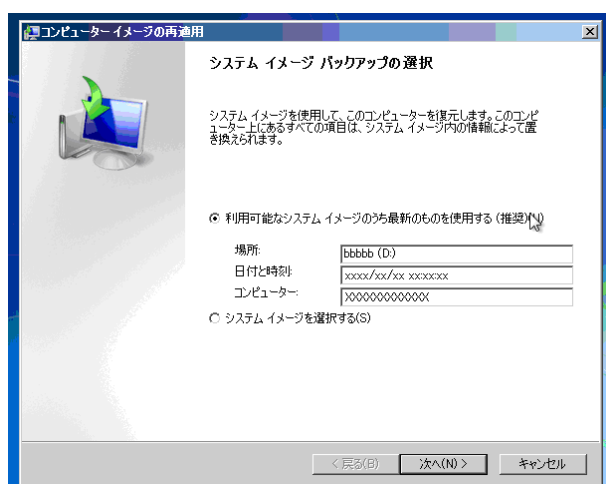 コンピューター イメージの再適用
システム イメージ バックアップの選択
システム イメージを使用して、このコンピューターを復元します。このコンピ
ューター上にあるすべての項目は、システム イメージ内の情報によって置
き換えられます。
利用可能なシステム イメージのうち最新のものを使用する (推奨)(U)
場所:
bbbbb (D:)
日付と時刻:
xxxx/xx/xx xx:xx:xx
コンピューター:
XXXXXXXXXXXX
システム イメージを選択する(S)
< 戻る(B)
次へ(N) >
キャンセル